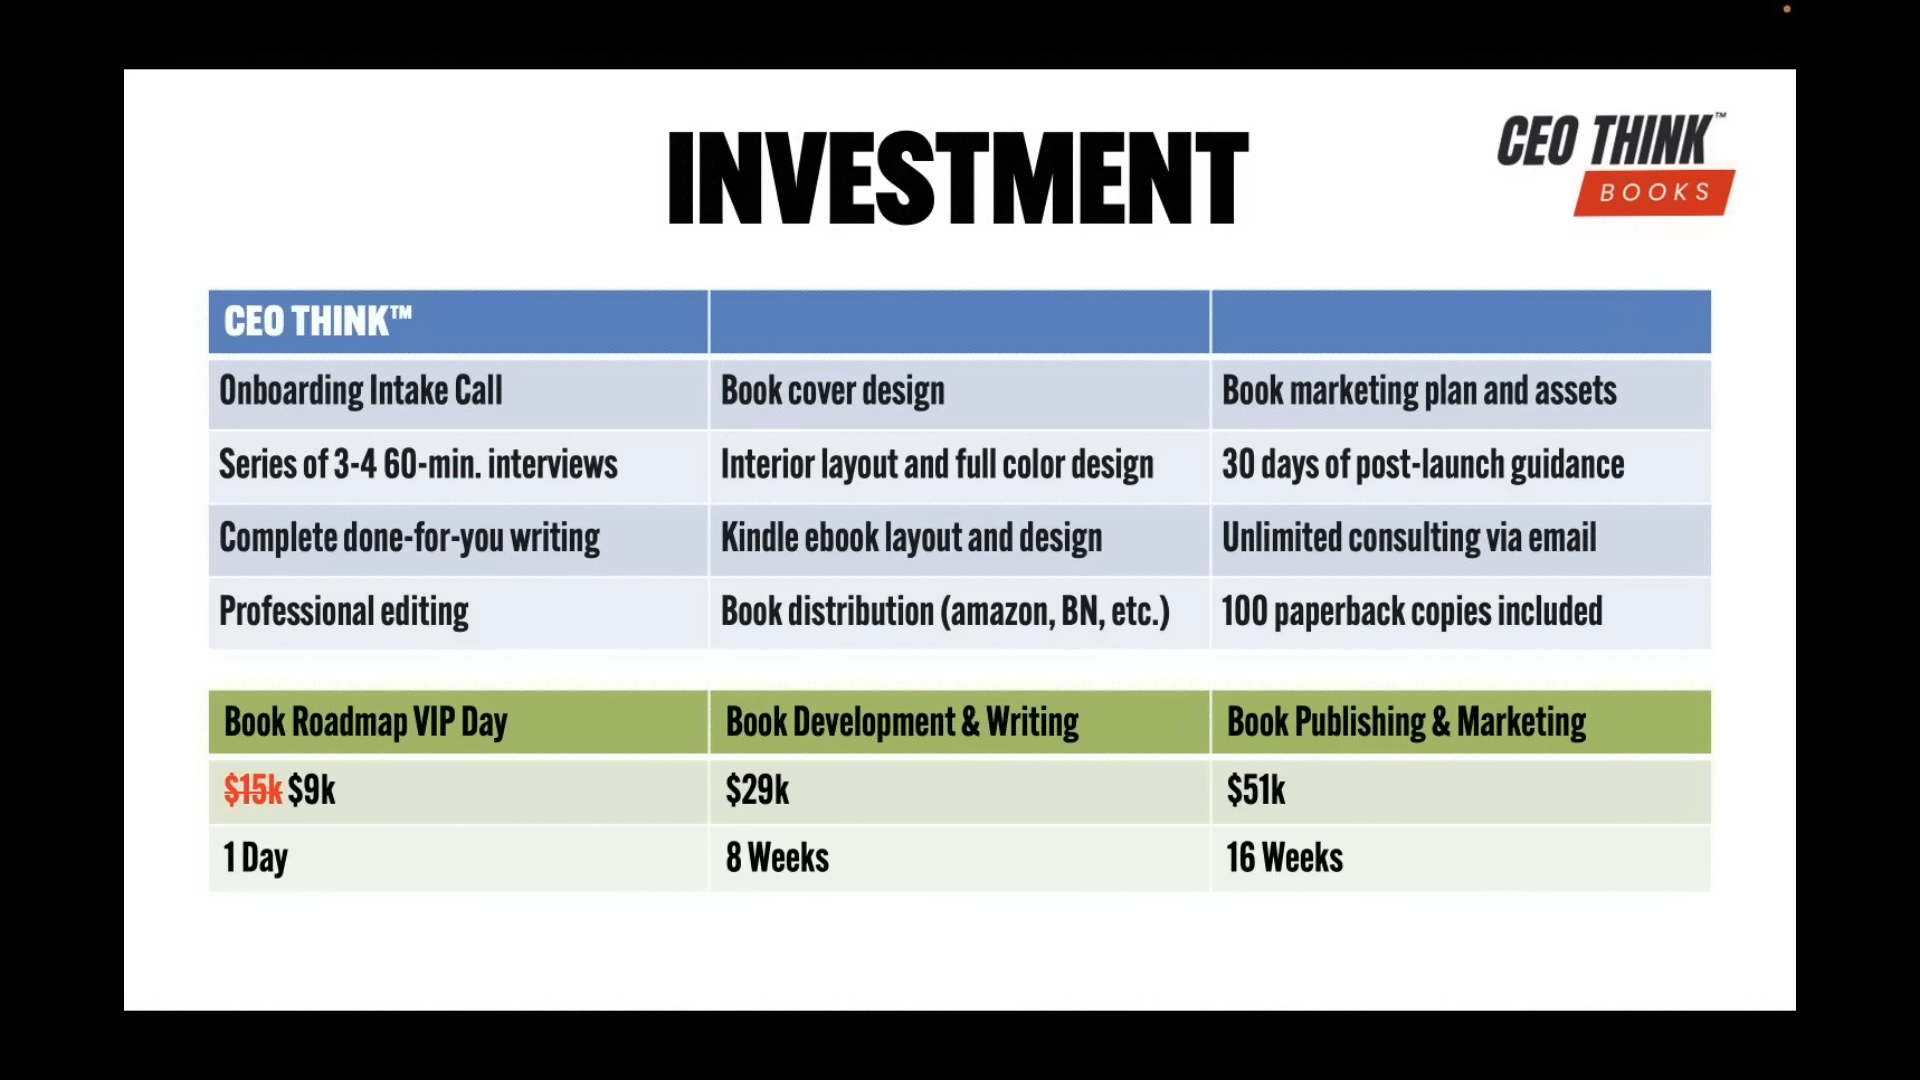 INVESTMENT
CEO THINK™
BOOKS
CEO THINK™
Onboarding Intake Call
Book cover design
Book marketing plan and assets
Series of 3-4 60-min. interviews
Interior layout and full color design
30 days of post-launch guidance
Complete done-for-you writing
Kindle ebook layout and design
Unlimited consulting via email
Professional editing
Book distribution (amazon, BN, etc.)
100 paperback copies included
Book Roadmap VIP Day
Book Development & Writing
Book Publishing & Marketing
$15k $9k
$29k
$51k
1 Day
8 Weeks
16 Weeks